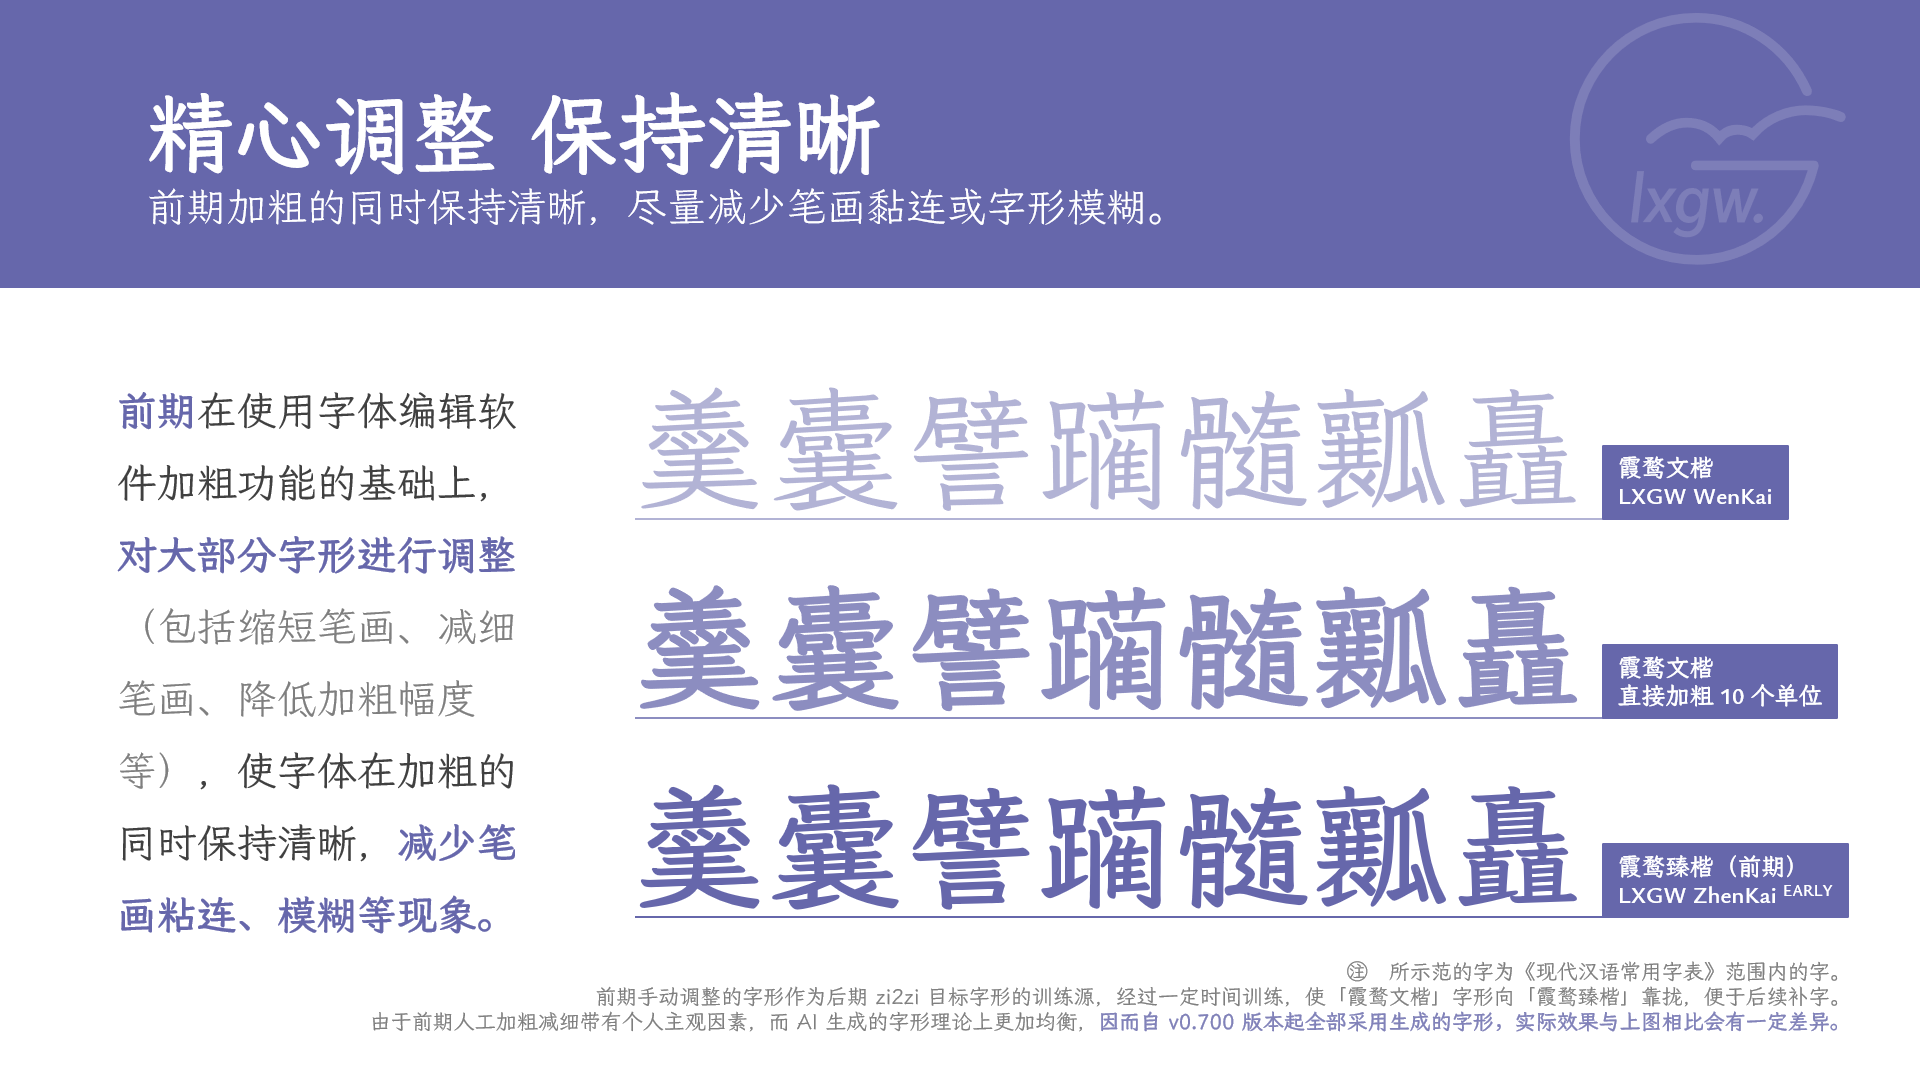 精心调整 保持清晰
前期加粗的同时保持清晰，尽量减少笔画黏连或字形模糊。
lxgw.
前期在使用字体编辑软
件加粗功能的基础上，
对大部分字形进行调整
（包括缩短笔画、减细
笔画、降低加粗幅度
等），使字体在加粗的
同时保持清晰，减少笔
画粘连、模糊等现象。
羹囊譬躏髓瓤矗
霞鹜文楷
LXGW WenKai
羹囊譬躏髓瓤矗
霞鹜文楷
直接加粗 10 个单位
羹囊譬躏髓瓤矗
霞鹜臻楷（前期）
LXGW ZhenKai EARLY
㊟　所示范的字为《现代汉语常用字表》范围内的字。
前期手动调整的字形作为后期 zi2zi 目标字形的训练源，经过一定时间训练，使「霞鹜文楷」字形向「霞鹜臻楷」靠拢，便于后续补字。
由于前期人工加粗减细带有个人主观因素，而 AI 生成的字形理论上更加均衡，因而自 v0.700 版本起全部采用生成的字形，实际效果与上图相比会有一定差异。